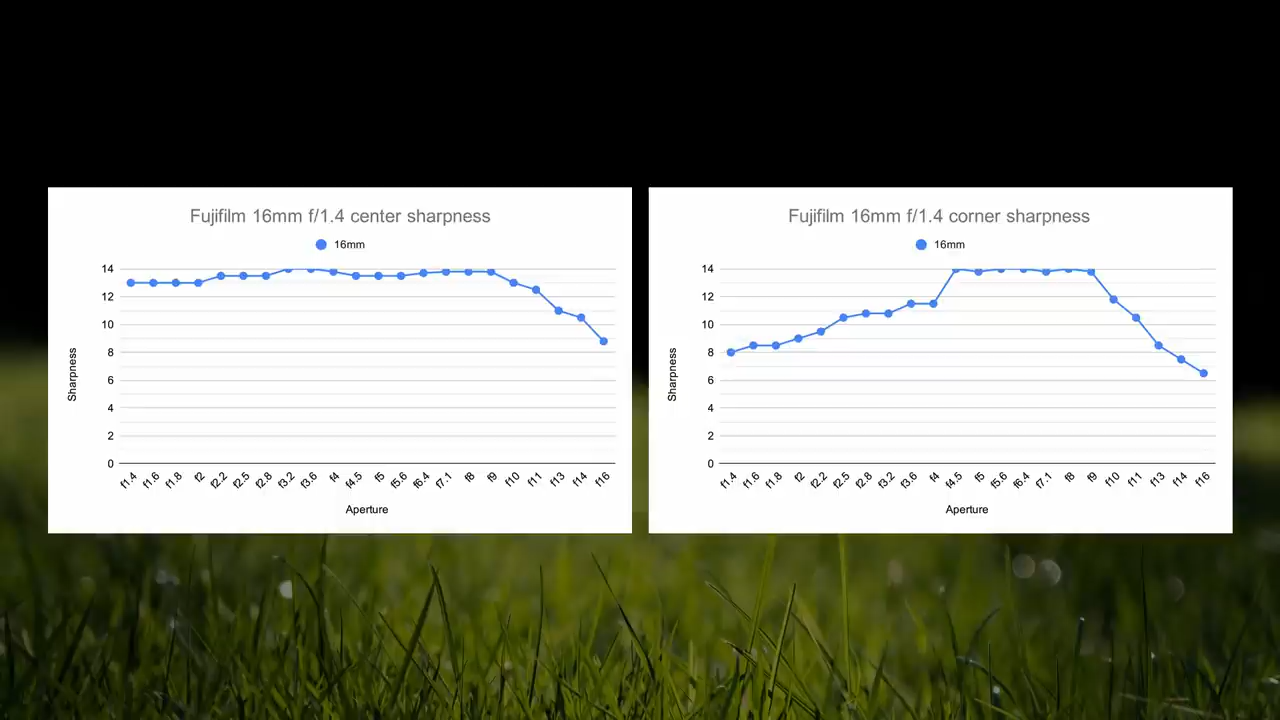 Fujifilm 16mm f/1.4 center sharpness
16mm
14
12
10
8
6
4
2
0
Sharpness
f1.4 f1.6 f1.8 f2 f2.2 f2.5 f2.8 f3.2 f3.6 f4 f4.5 f5 f5.6 f6.4 f7.1 f8 f9 f10 f11 f13 f14 f16
Aperture
Fujifilm 16mm f/1.4 corner sharpness
16mm
14
12
10
8
6
4
2
0
Sharpness
f1.4 f1.6 f1.8 f2 f2.2 f2.5 f2.8 f3.2 f3.6 f4 f4.5 f5 f5.6 f6.4 f7.1 f8 f9 f10 f11 f13 f14 f16
Aperture